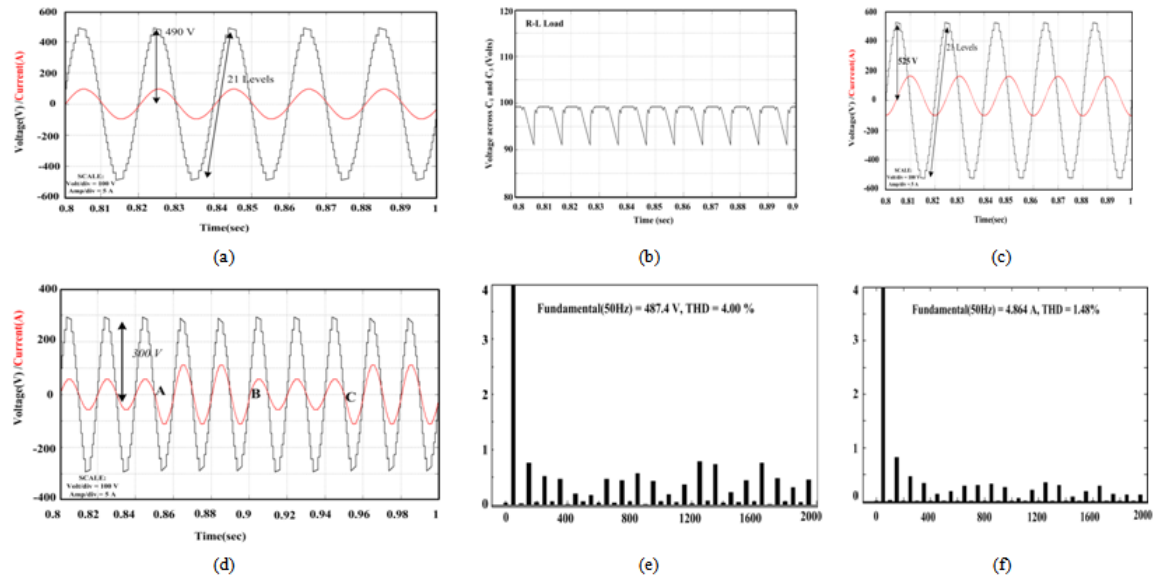 Voltage(V) /Current(A)
600
400
200
0
-200
-400
-600
490 V
21 Levels
SCALE:
Volt/div = 100 V
Amp/div = 5 A
0.8 0.81 0.82 0.83 0.84 0.85 0.86 0.87 0.88 0.89 1
Time(sec)
(a)
Voltage across C1 and C2 (Volts)
120
110
100
90
80
R-L Load
0.8 0.81 0.82 0.83 0.84 0.85 0.86 0.87 0.88 0.89 0.9
Time (sec)
(b)
Voltage(V) /Current(A)
600
400
200
0
-200
-400
-600
525 V
Levels
SCALE:
Volt/div = 100 V
Amp/div = 5 A
0.8 0.81 0.82 0.83 0.84 0.85 0.86 0.87 0.88 0.89 1
Time(sec)
(c)
Voltage(V) /Current(A)
400
200
0
-200
-400
300 V
A
B
C
SCALE:
Volt/div = 100 V
Amp/div = 5 A
0.8 0.82 0.84 0.86 0.88 0.9 0.92 0.94 0.96 0.98 1
Time(sec)
(d)
4
3
2
1
0
Fundamental(50Hz) = 487.4 V, THD = 4.00 %
0 400 800 1200 1600 2000
(e)
4
3
2
1
0
Fundamental(50Hz) = 4.864 A, THD = 1.48%
0 400 800 1200 1600 2000
(f)